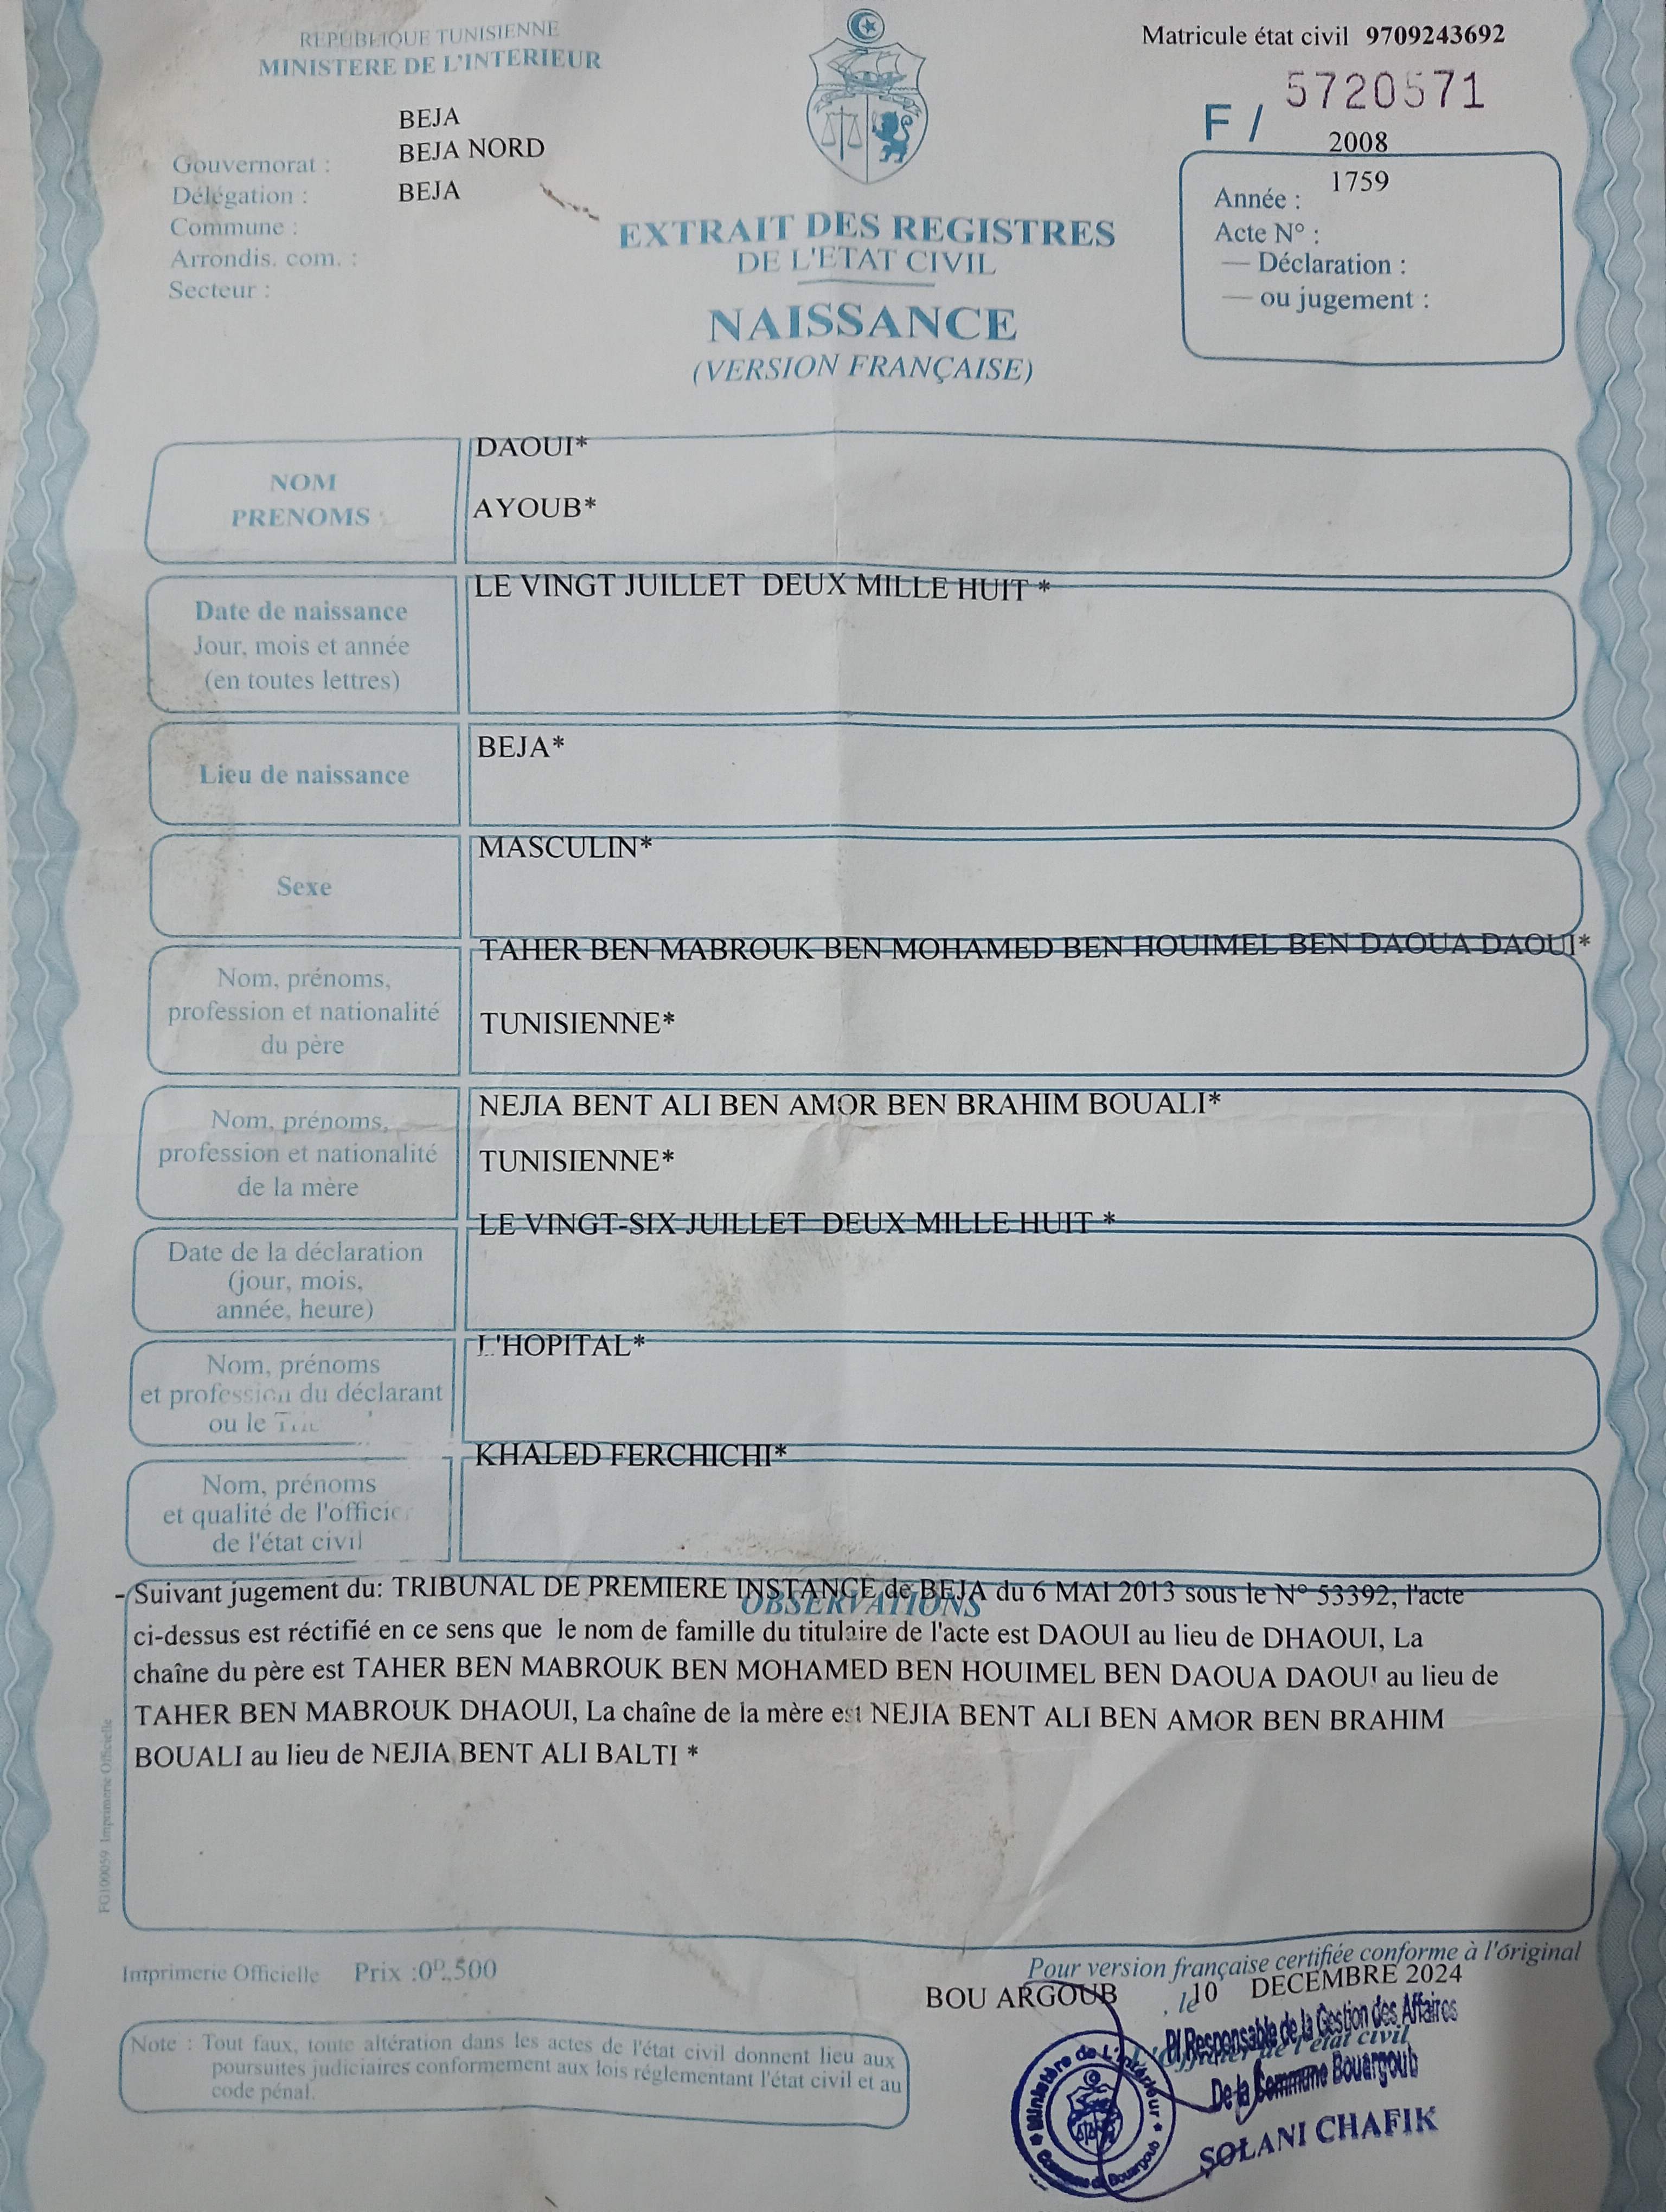 REPUBLIQUE TUNISIENNE
MINISTERE DE L'INTERIEUR
Matricule état civil 9709243692
F / 5720571
BEJA
BEJA NORD
BEJA
Gouvernorat :
Délégation :
Commune :
Arrondis. com. :
Secteur :
2008
1759
Année :
Acte N° :
— Déclaration :
— ou jugement :
EXTRAIT DES REGISTRES
DE L'ETAT CIVIL
NAISSANCE
(VERSION FRANÇAISE)
NOM
PRENOMS
DAOUI*
AYOUB*
Date de naissance
Jour, mois et année
(en toutes lettres)
LE VINGT JUILLET DEUX MILLE HUIT *
Lieu de naissance
BEJA*
Sexe
MASCULIN*
Nom, prénoms,
profession et nationalité
du père
TAHER BEN MABROUK BEN MOHAMED BEN HOUIMEL BEN DAOUA DAOUI*
TUNISIENNE*
Nom, prénoms,
profession et nationalité
de la mère
NEJIA BENT ALI BEN AMOR BEN BRAHIM BOUALI*
TUNISIENNE*
Date de la déclaration
(jour, mois,
année, heure)
LE VINGT-SIX JUILLET DEUX MILLE HUIT *
Nom, prénoms
et profession du déclarant
ou le
L'HOPITAL*
Nom, prénoms
et qualité de l'officier
de l'état civil
KHALED FERCHICHI*
OBSERVATIONS
- Suivant jugement du: TRIBUNAL DE PREMIERE INSTANCE de BEJA du 6 MAI 2013 sous le N° 53392, l'acte
ci-dessus est réctifié en ce sens que le nom de famille du titulaire de l'acte est DAOUI au lieu de DHAOUI, La
chaîne du père est TAHER BEN MABROUK BEN MOHAMED BEN HOUIMEL BEN DAOUA DAOUI au lieu de
TAHER BEN MABROUK DHAOUI, La chaîne de la mère est NEJIA BENT ALI BEN AMOR BEN BRAHIM
BOUALI au lieu de NEJIA BENT ALI BALTI *
FG100059 Imprimerie Officielle
Imprimerie Officielle Prix :0D,500
Pour version française certifiée conforme à l'original
BOU ARGOUB , le 10 DECEMBRE 2024
L'Officier de l'état civil
P/ Responsable de la Gestion des Affaires
De la Commune Bouargoub
SOLANI CHAFIK
Ministère de L'intérieur
Commune de Bouargoub
Note : Tout faux, toute altération dans les actes de l'état civil donnent lieu aux
poursuites judiciaires conformement aux lois réglementant l'état civil et au
code pénal.